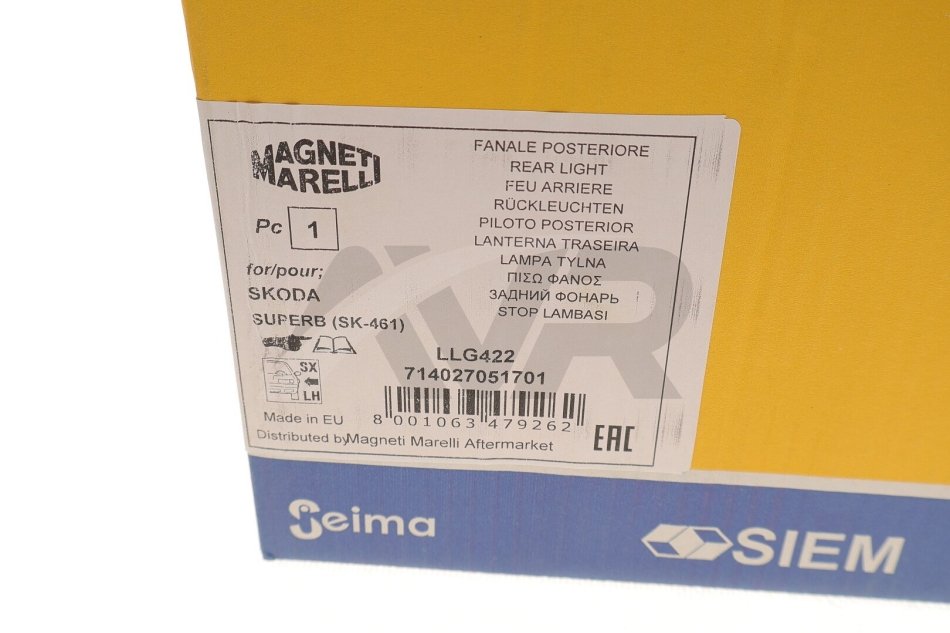 MAGNETI
MARELLI
Pc 1
for/pour;
SKODA
SUPERB (SK-461)
SX
LH
Made in EU
Distributed by Magneti Marelli Aftermarket
FANALE POSTERIORE
REAR LIGHT
FEU ARRIERE
RÜCKLEUCHTEN
PILOTO POSTERIOR
LANTERNA TRASEIRA
LAMPA TYLNA
ΠΙΣΩ ΦΑΝΟΣ
ЗАДНИЙ ФОНАРЬ
STOP LAMBASI
LLG422
714027051701
8 001063 479262
EAC
AVR
Seima
SIEM